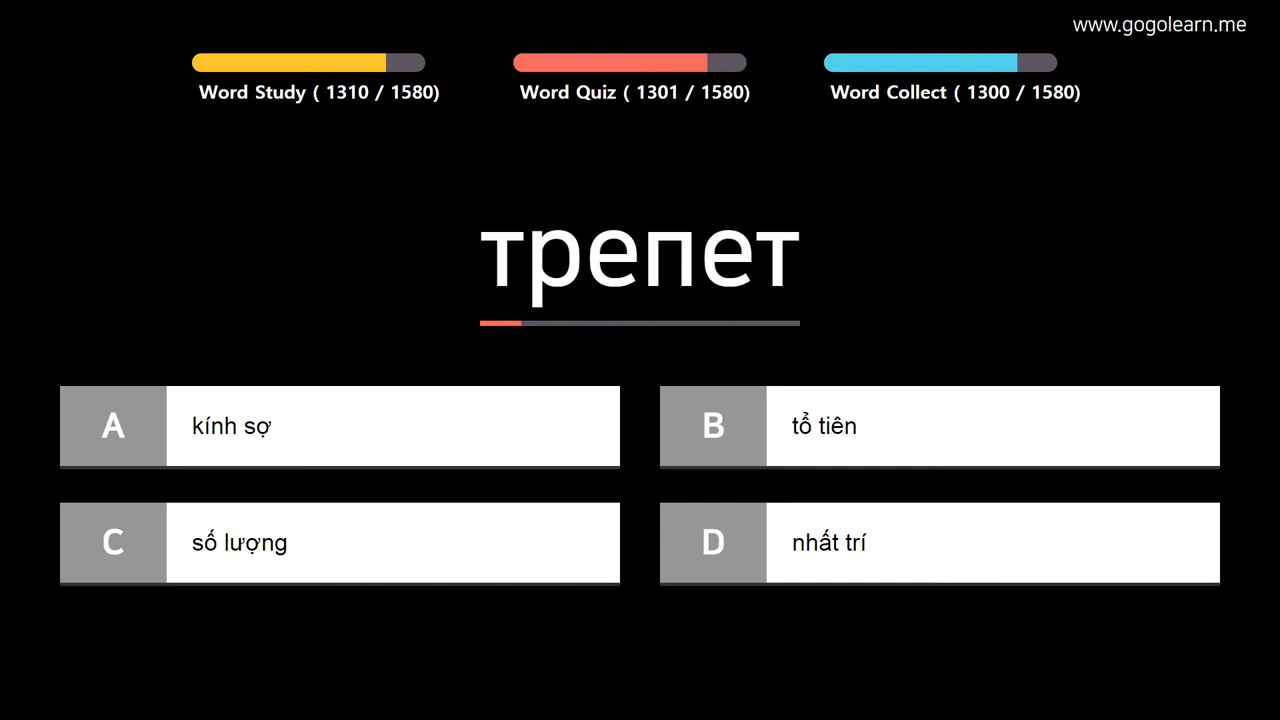 www.gogolearn.me
Word Study ( 1310 / 1580)
Word Quiz ( 1301 / 1580)
Word Collect ( 1300 / 1580)
трепет
A kính sợ
B tổ tiên
C số lượng
D nhất trí